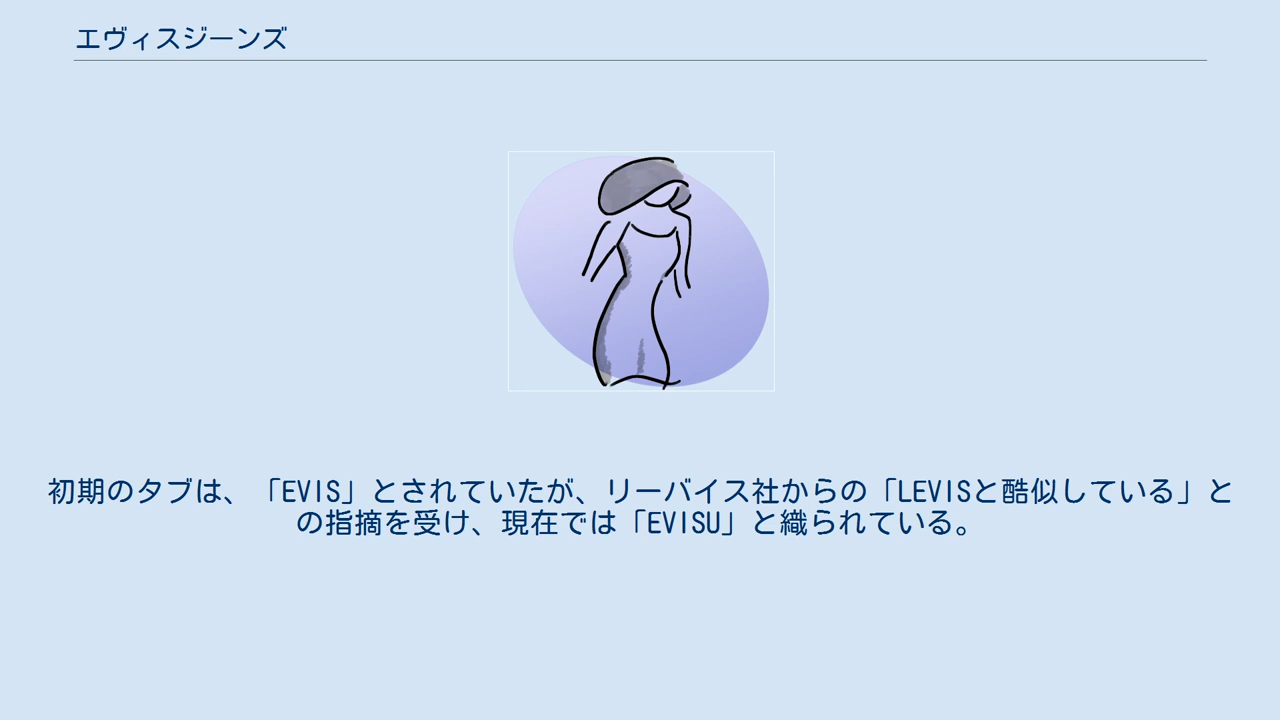 エヴィスジーンズ
初期のタブは、「EVIS」とされていたが、リーバイス社からの「LEVISと酷似している」と
の指摘を受け、現在では「EVISU」と織られている。